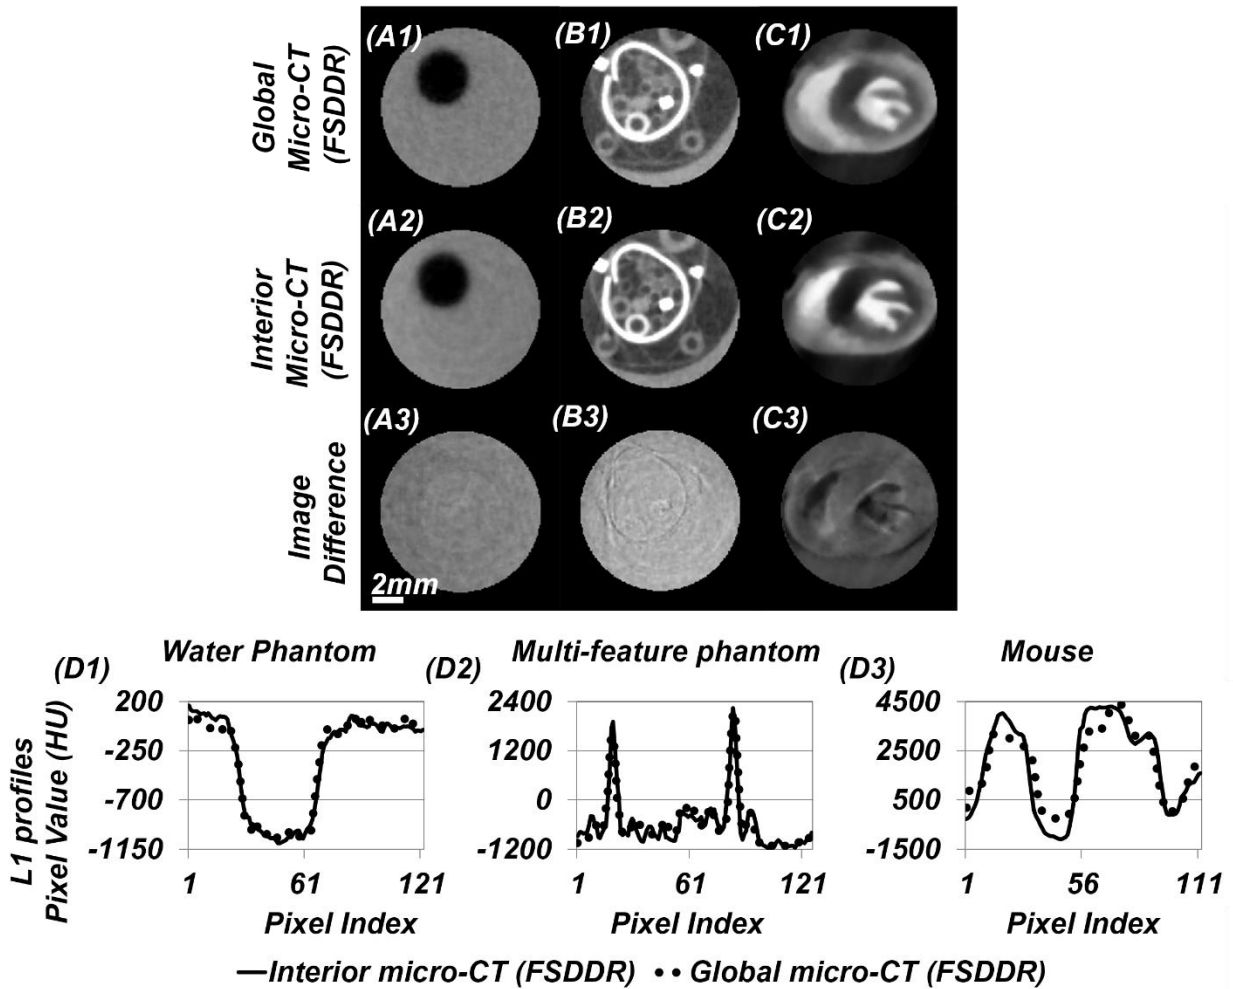 Global
Micro-CT
(FSDDR)
(A1)
(B1)
(C1)
Interior
Micro-CT
(FSDDR)
(A2)
(B2)
(C2)
Image
Difference
(A3)
(B3)
(C3)
2mm
(D1)
Water Phantom
(D2)
Multi-feature phantom
(D3)
Mouse
L1 profiles
Pixel Value (HU)
200
-250
-700
-1150
1
61
121
Pixel Index
2400
1200
0
-1200
1
61
121
Pixel Index
4500
2500
500
-1500
1
56
111
Pixel Index
Interior micro-CT (FSDDR)
Global micro-CT (FSDDR)